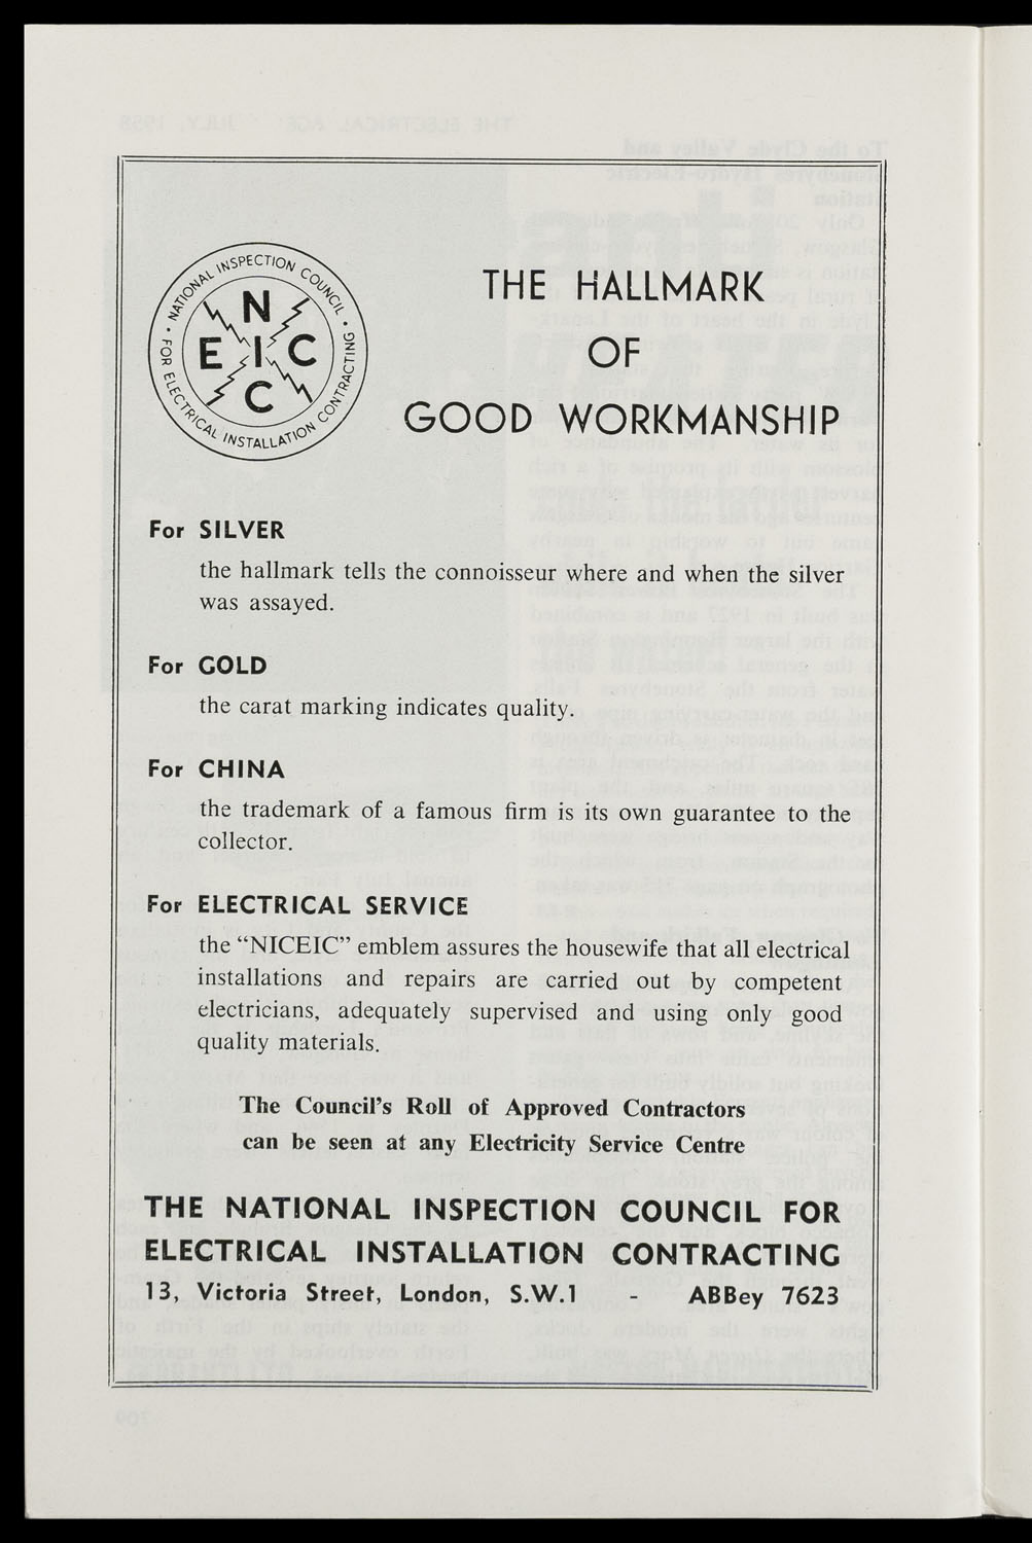 · NATIONAL INSPECTION COUNCIL ·
FOR ELECTRICAL INSTALLATION CONTRACTING
N
E I C
C
THE HALLMARK
OF
GOOD WORKMANSHIP
For SILVER
the hallmark tells the connoisseur where and when the silver
was assayed.
For GOLD
the carat marking indicates quality.
For CHINA
the trademark of a famous firm is its own guarantee to the
collector.
For ELECTRICAL SERVICE
the “NICEIC” emblem assures the housewife that all electrical
installations and repairs are carried out by competent
electricians, adequately supervised and using only good
quality materials.
The Council’s Roll of Approved Contractors
can be seen at any Electricity Service Centre
THE NATIONAL INSPECTION COUNCIL FOR
ELECTRICAL INSTALLATION CONTRACTING
13, Victoria Street, London, S.W.1 - ABBey 7623